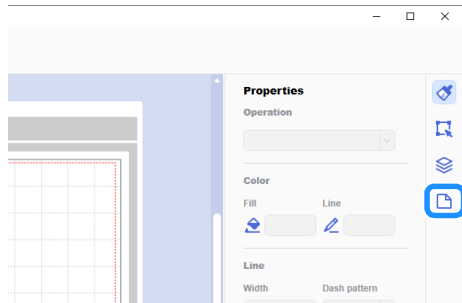 Properties
Operation
Color
Fill Line
Line
Width Dash pattern